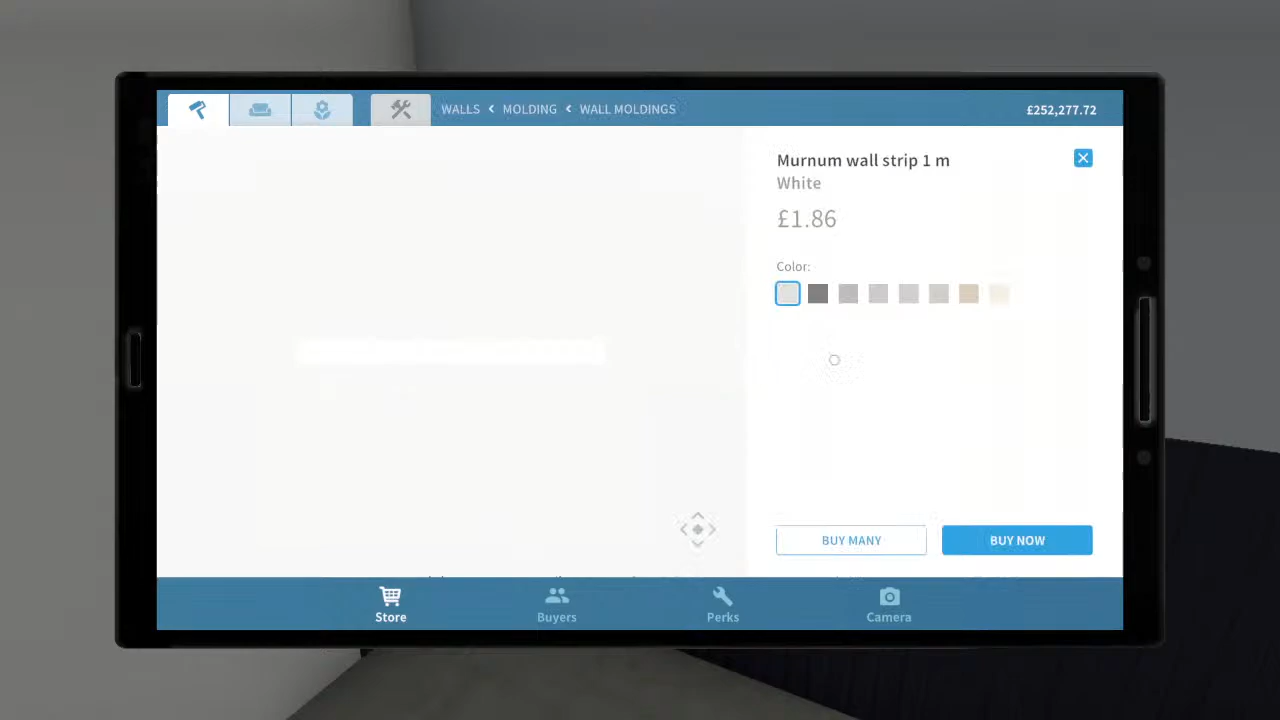 WALLS < MOLDING < WALL MOLDINGS
£252,277.72
Murnum wall strip 1 m
White
£1.86
Color:
BUY MANY
BUY NOW
Store
Buyers
Perks
Camera